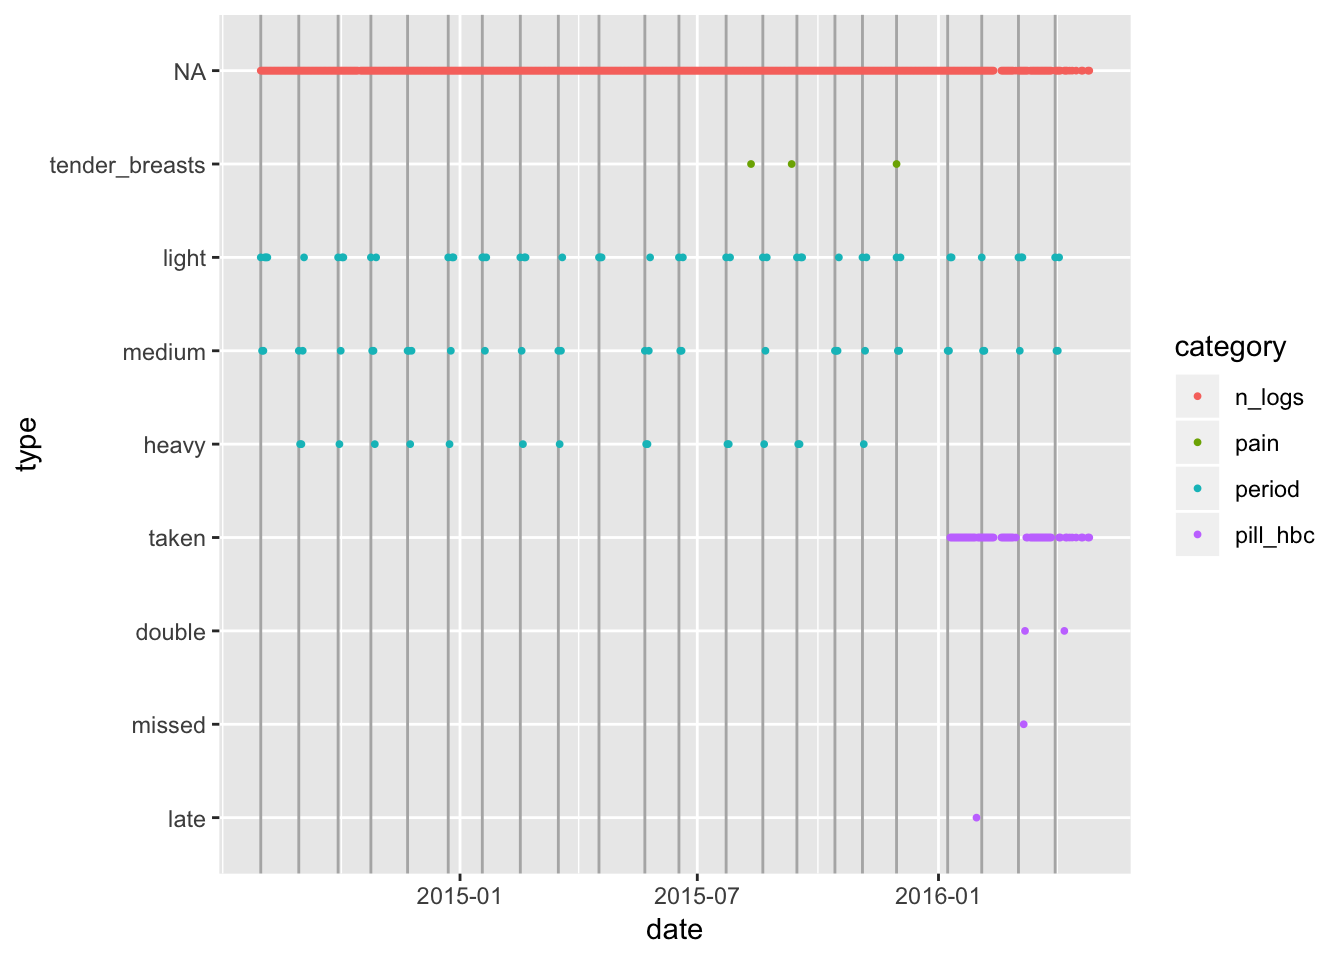 NA
tender_breasts
light
medium
heavy
taken
double
missed
late
type
2015-01
2015-07
2016-01
date
category
n_logs
pain
period
pill_hbc